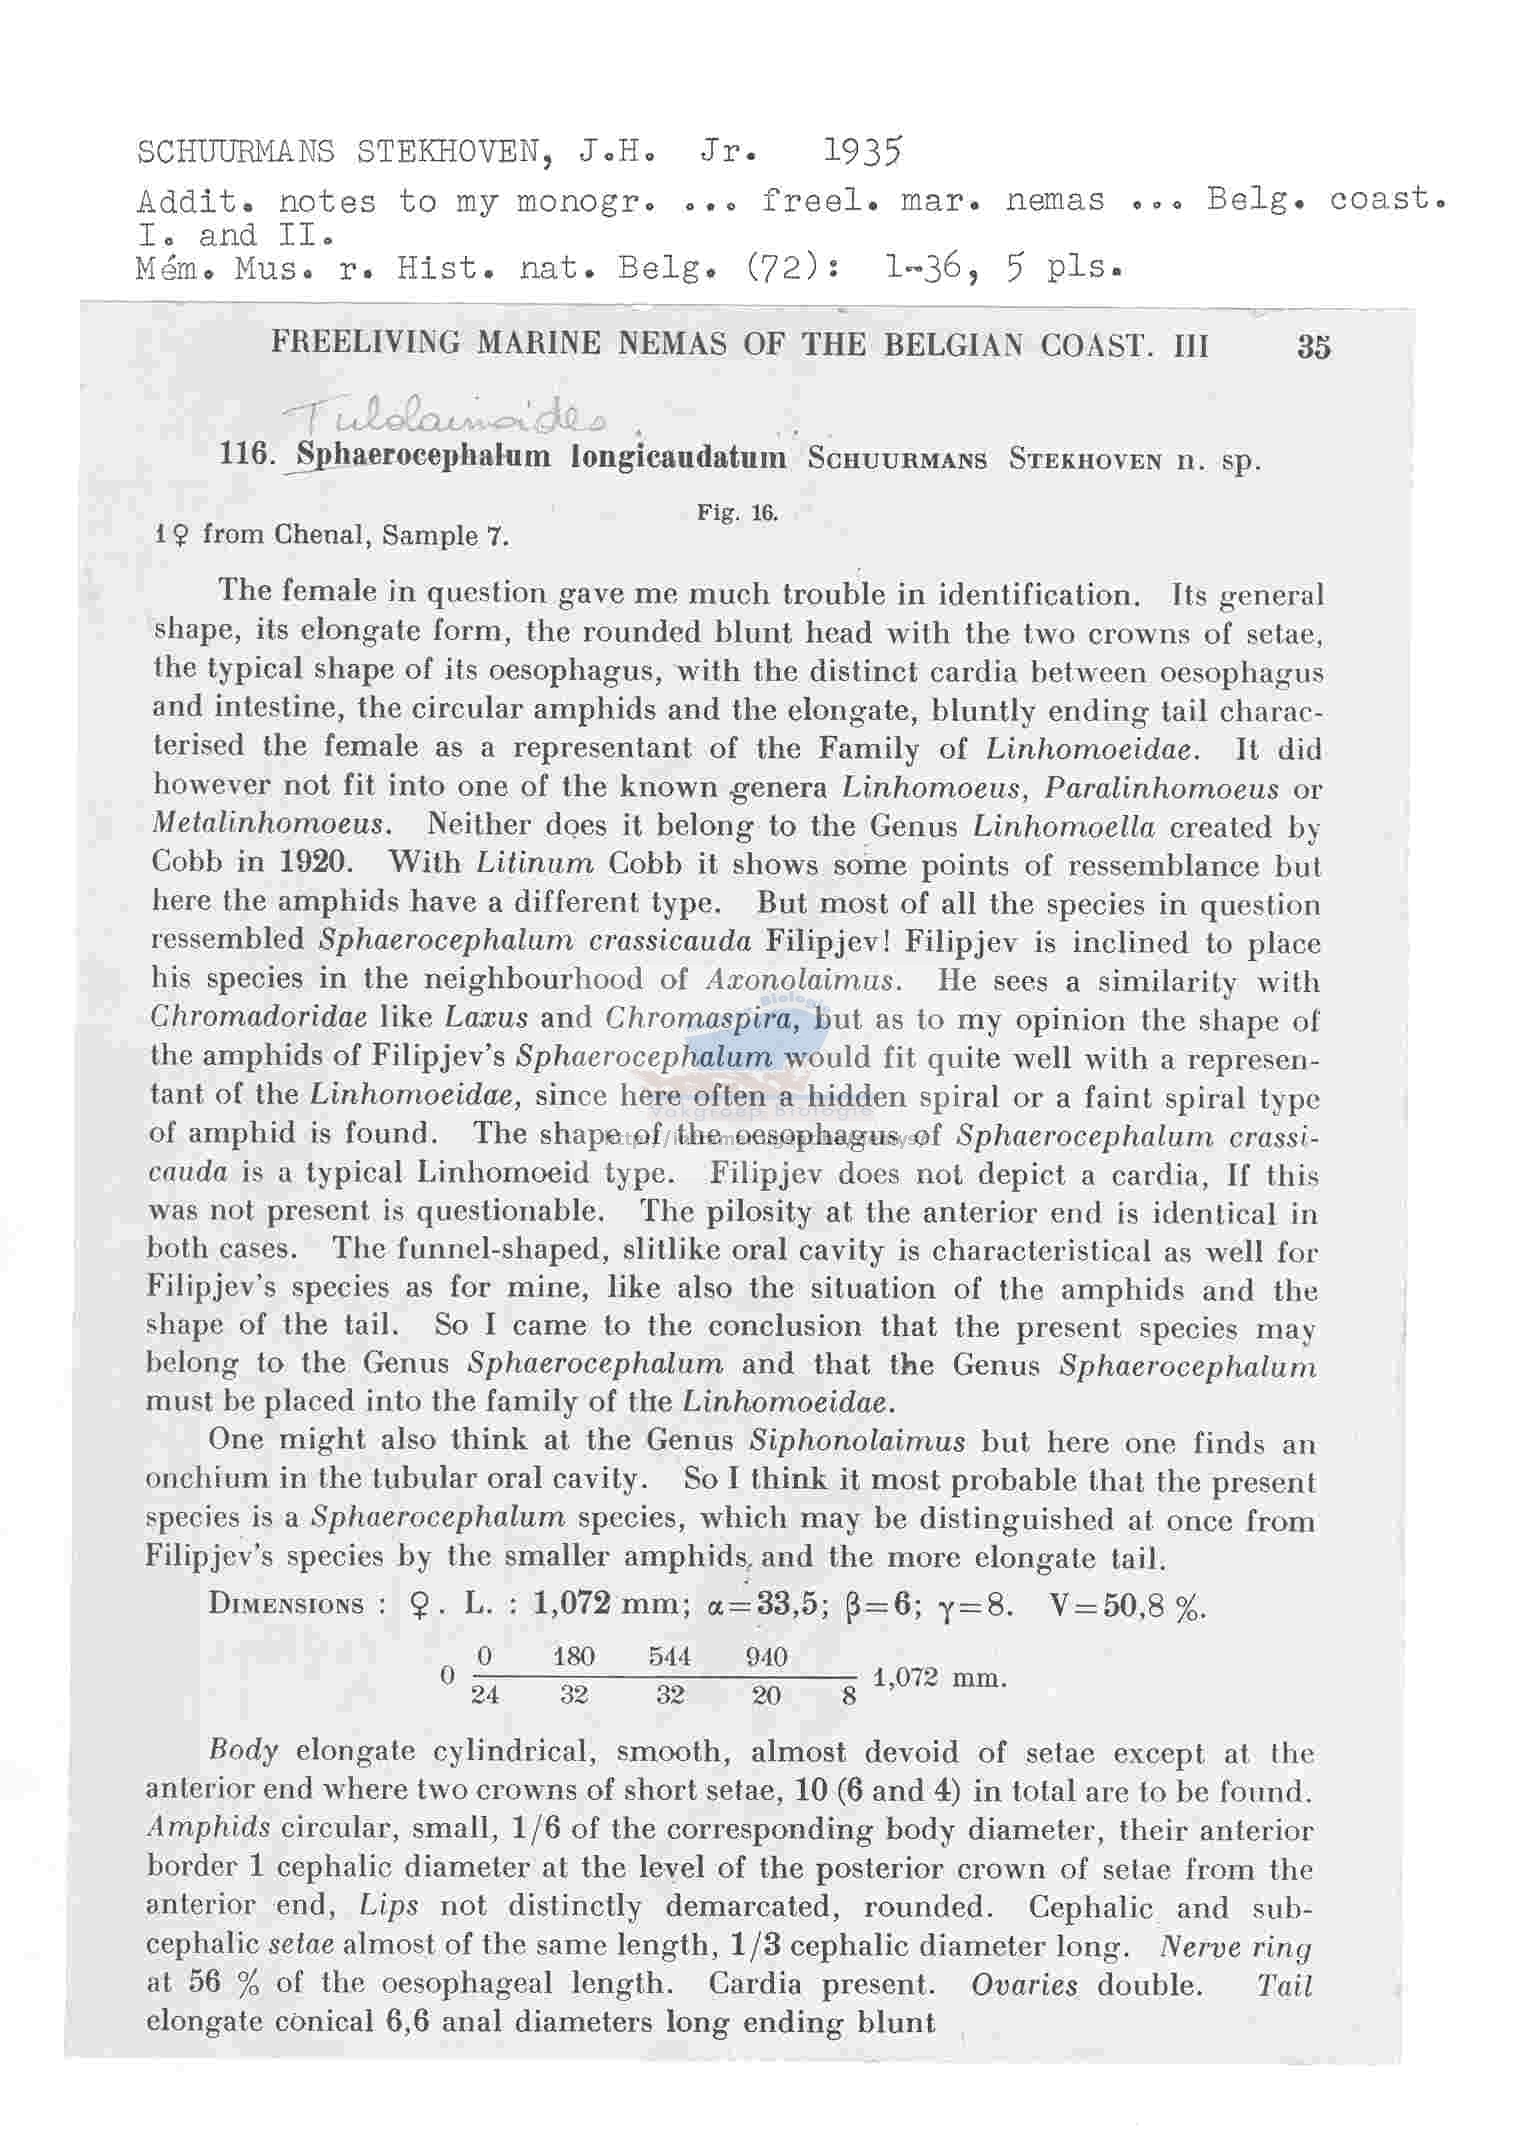 SCHUURMANS STEKHOVEN, J.H. Jr. 1935
Addit. notes to my monogr. ... freel. mar. nemas ... Belg. coast.
I. and II.
Mém. Mus. r. Hist. nat. Belg. (72): 1-36, 5 pls.
FREELIVING MARINE NEMAS OF THE BELGIAN COAST. III 35
116. Sphaerocephalum longicaudatum SCHUURMANS STEKHOVEN n. sp.
Fig. 16.
1 ♀ from Chenal, Sample 7.
The female in question gave me much trouble in identification. Its general
shape, its elongate form, the rounded blunt head with the two crowns of setae,
the typical shape of its oesophagus, with the distinct cardia between oesophagus
and intestine, the circular amphids and the elongate, bluntly ending tail charac-
terised the female as a representant of the Family of Linhomoeidae. It did
however not fit into one of the known genera Linhomoeus, Paralinhomoeus or
Metalinhomoeus. Neither does it belong to the Genus Linhomoella created by
Cobb in 1920. With Litinum Cobb it shows some points of ressemblance but
here the amphids have a different type. But most of all the species in question
ressembled Sphaerocephalum crassicauda Filipjev! Filipjev is inclined to place
his species in the neighbourhood of Axonolaimus. He sees a similarity with
Chromadoridae like Laxus and Chromaspira, but as to my opinion the shape of
the amphids of Filipjev's Sphaerocephalum would fit quite well with a represen-
tant of the Linhomoeidae, since here often a hidden spiral or a faint spiral type
Vakgroep Biologie
of amphid is found. The shape of the oesophagus of Sphaerocephalum crassi-
cauda is a typical Linhomoeid type. Filipjev does not depict a cardia, If this
was not present is questionable. The pilosity at the anterior end is identical in
both cases. The funnel-shaped, slitlike oral cavity is characteristical as well for
Filipjev's species as for mine, like also the situation of the amphids and the
shape of the tail. So I came to the conclusion that the present species may
belong to the Genus Sphaerocephalum and that the Genus Sphaerocephalum
must be placed into the family of the Linhomoeidae.
One might also think at the Genus Siphonolaimus but here one finds an
onchium in the tubular oral cavity. So I think it most probable that the present
species is a Sphaerocephalum species, which may be distinguished at once from
Filipjev's species by the smaller amphids, and the more elongate tail.
DIMENSIONS : ♀. L. : 1,072 mm; α=33,5; β=6; γ=8. V=50,8 %.
0 180 544 940
0 1,072 mm.
24 32 32 20 8
Body elongate cylindrical, smooth, almost devoid of setae except at the
anterior end where two crowns of short setae, 10 (6 and 4) in total are to be found.
Amphids circular, small, 1/6 of the corresponding body diameter, their anterior
border 1 cephalic diameter at the level of the posterior crown of setae from the
anterior end, Lips not distinctly demarcated, rounded. Cephalic and sub-
cephalic setae almost of the same length, 1/3 cephalic diameter long. Nerve ring
at 56 % of the oesophageal length. Cardia present. Ovaries double. Tail
elongate conical 6,6 anal diameters long ending blunt